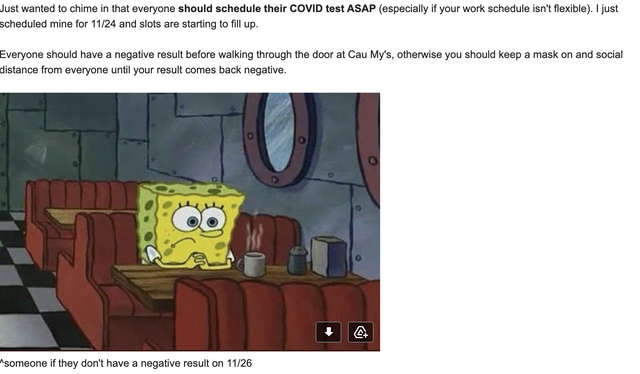 Just wanted to chime in that everyone should schedule their COVID test ASAP (especially if your work schedule isn't flexible). I just
scheduled mine for 11/24 and slots are starting to fill up.
Everyone should have a negative result before walking through the door at Cau My's, otherwise you should keep a mask on and social
distance from everyone until your result comes back negative.
^someone if they don't have a negative result on 11/26